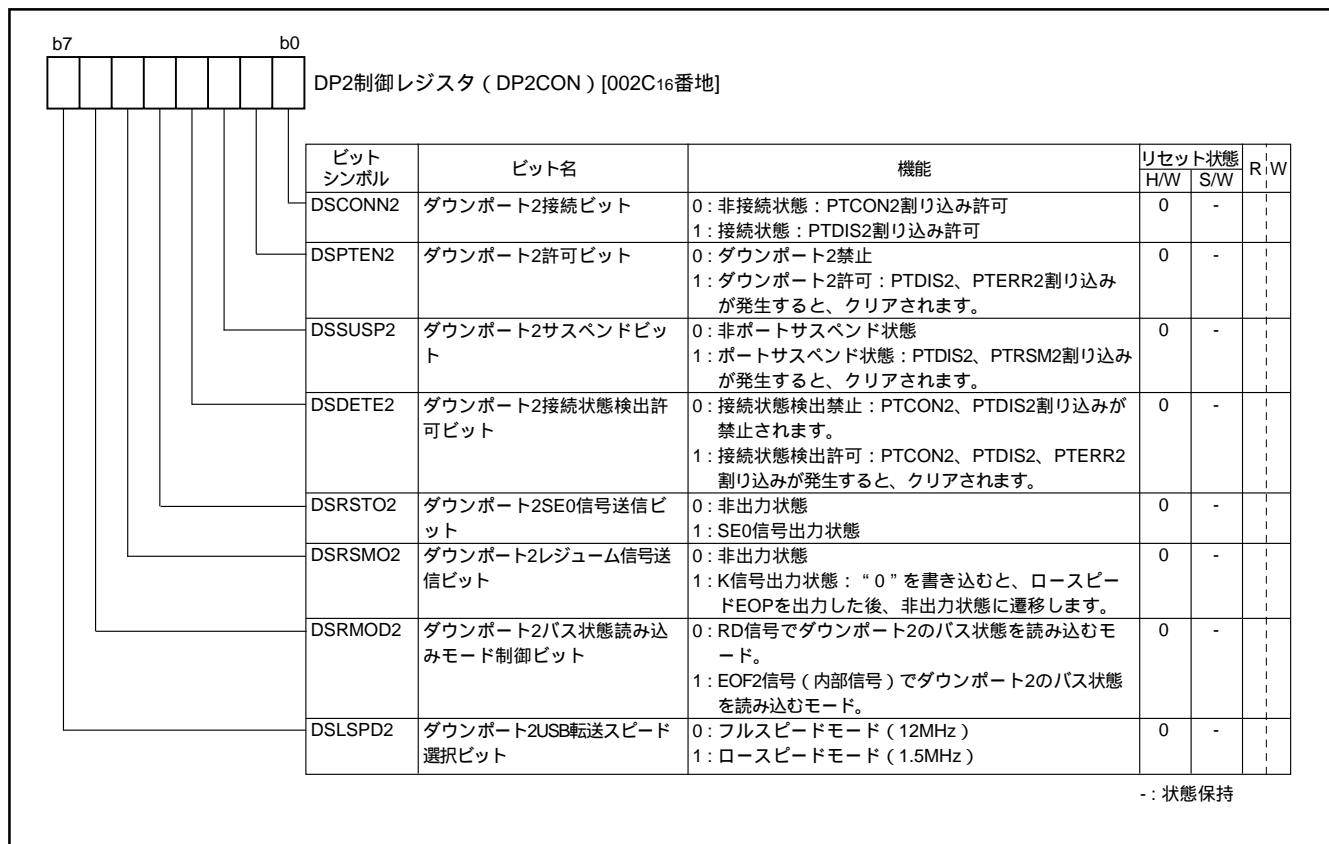 b7 b0
DP2制御レジスタ（DP2CON）[002C16番地]
ビット
シンボル
ビット名
機能
リセット状態
H/W S/W
R W
DSCONN2 ダウンポート2接続ビット 0 : 非接続状態 : PTCON2割り込み許可 0 -
1 : 接続状態 : PTDIS2割り込み許可
DSPTEN2 ダウンポート2許可ビット 0 : ダウンポート2禁止 0 -
1 : ダウンポート2許可 : PTDIS2、PTERR2割り込み
が発生すると、クリアされます。
DSSUSP2 ダウンポート2サスペンドビッ 0 : 非ポートサスペンド状態 0 -
ト 1 : ポートサスペンド状態 : PTDIS2、PTRSM2割り込み
が発生すると、クリアされます。
DSDETE2 ダウンポート2接続状態検出許 0 : 接続状態検出禁止 : PTCON2、PTDIS2割り込みが 0 -
可ビット 禁止されます。
1 : 接続状態検出許可 : PTCON2、PTDIS2、PTERR2
割り込みが発生すると、クリアされます。
DSRSTO2 ダウンポート2SE0信号送信ビ 0 : 非出力状態 0 -
ット 1 : SE0信号出力状態
DSRSMO2 ダウンポート2レジューム信号送 0 : 非出力状態 0 -
信ビット 1 : K信号出力状態 : “0”を書き込むと、ロースピー
ドEOPを出力した後、非出力状態に遷移します。
DSRMOD2 ダウンポート2バス状態読み込 0 : RD信号でダウンポート2のバス状態を読み込むモ 0 -
みモード制御ビット ード。
1 : EOF2信号（内部信号）でダウンポート2のバス状態
を読み込むモード。
DSLSPD2 ダウンポート2USB転送スピード 0 : フルスピードモード（12MHz） 0 -
選択ビット 1 : ロースピードモード（1.5MHz）
- : 状態保持